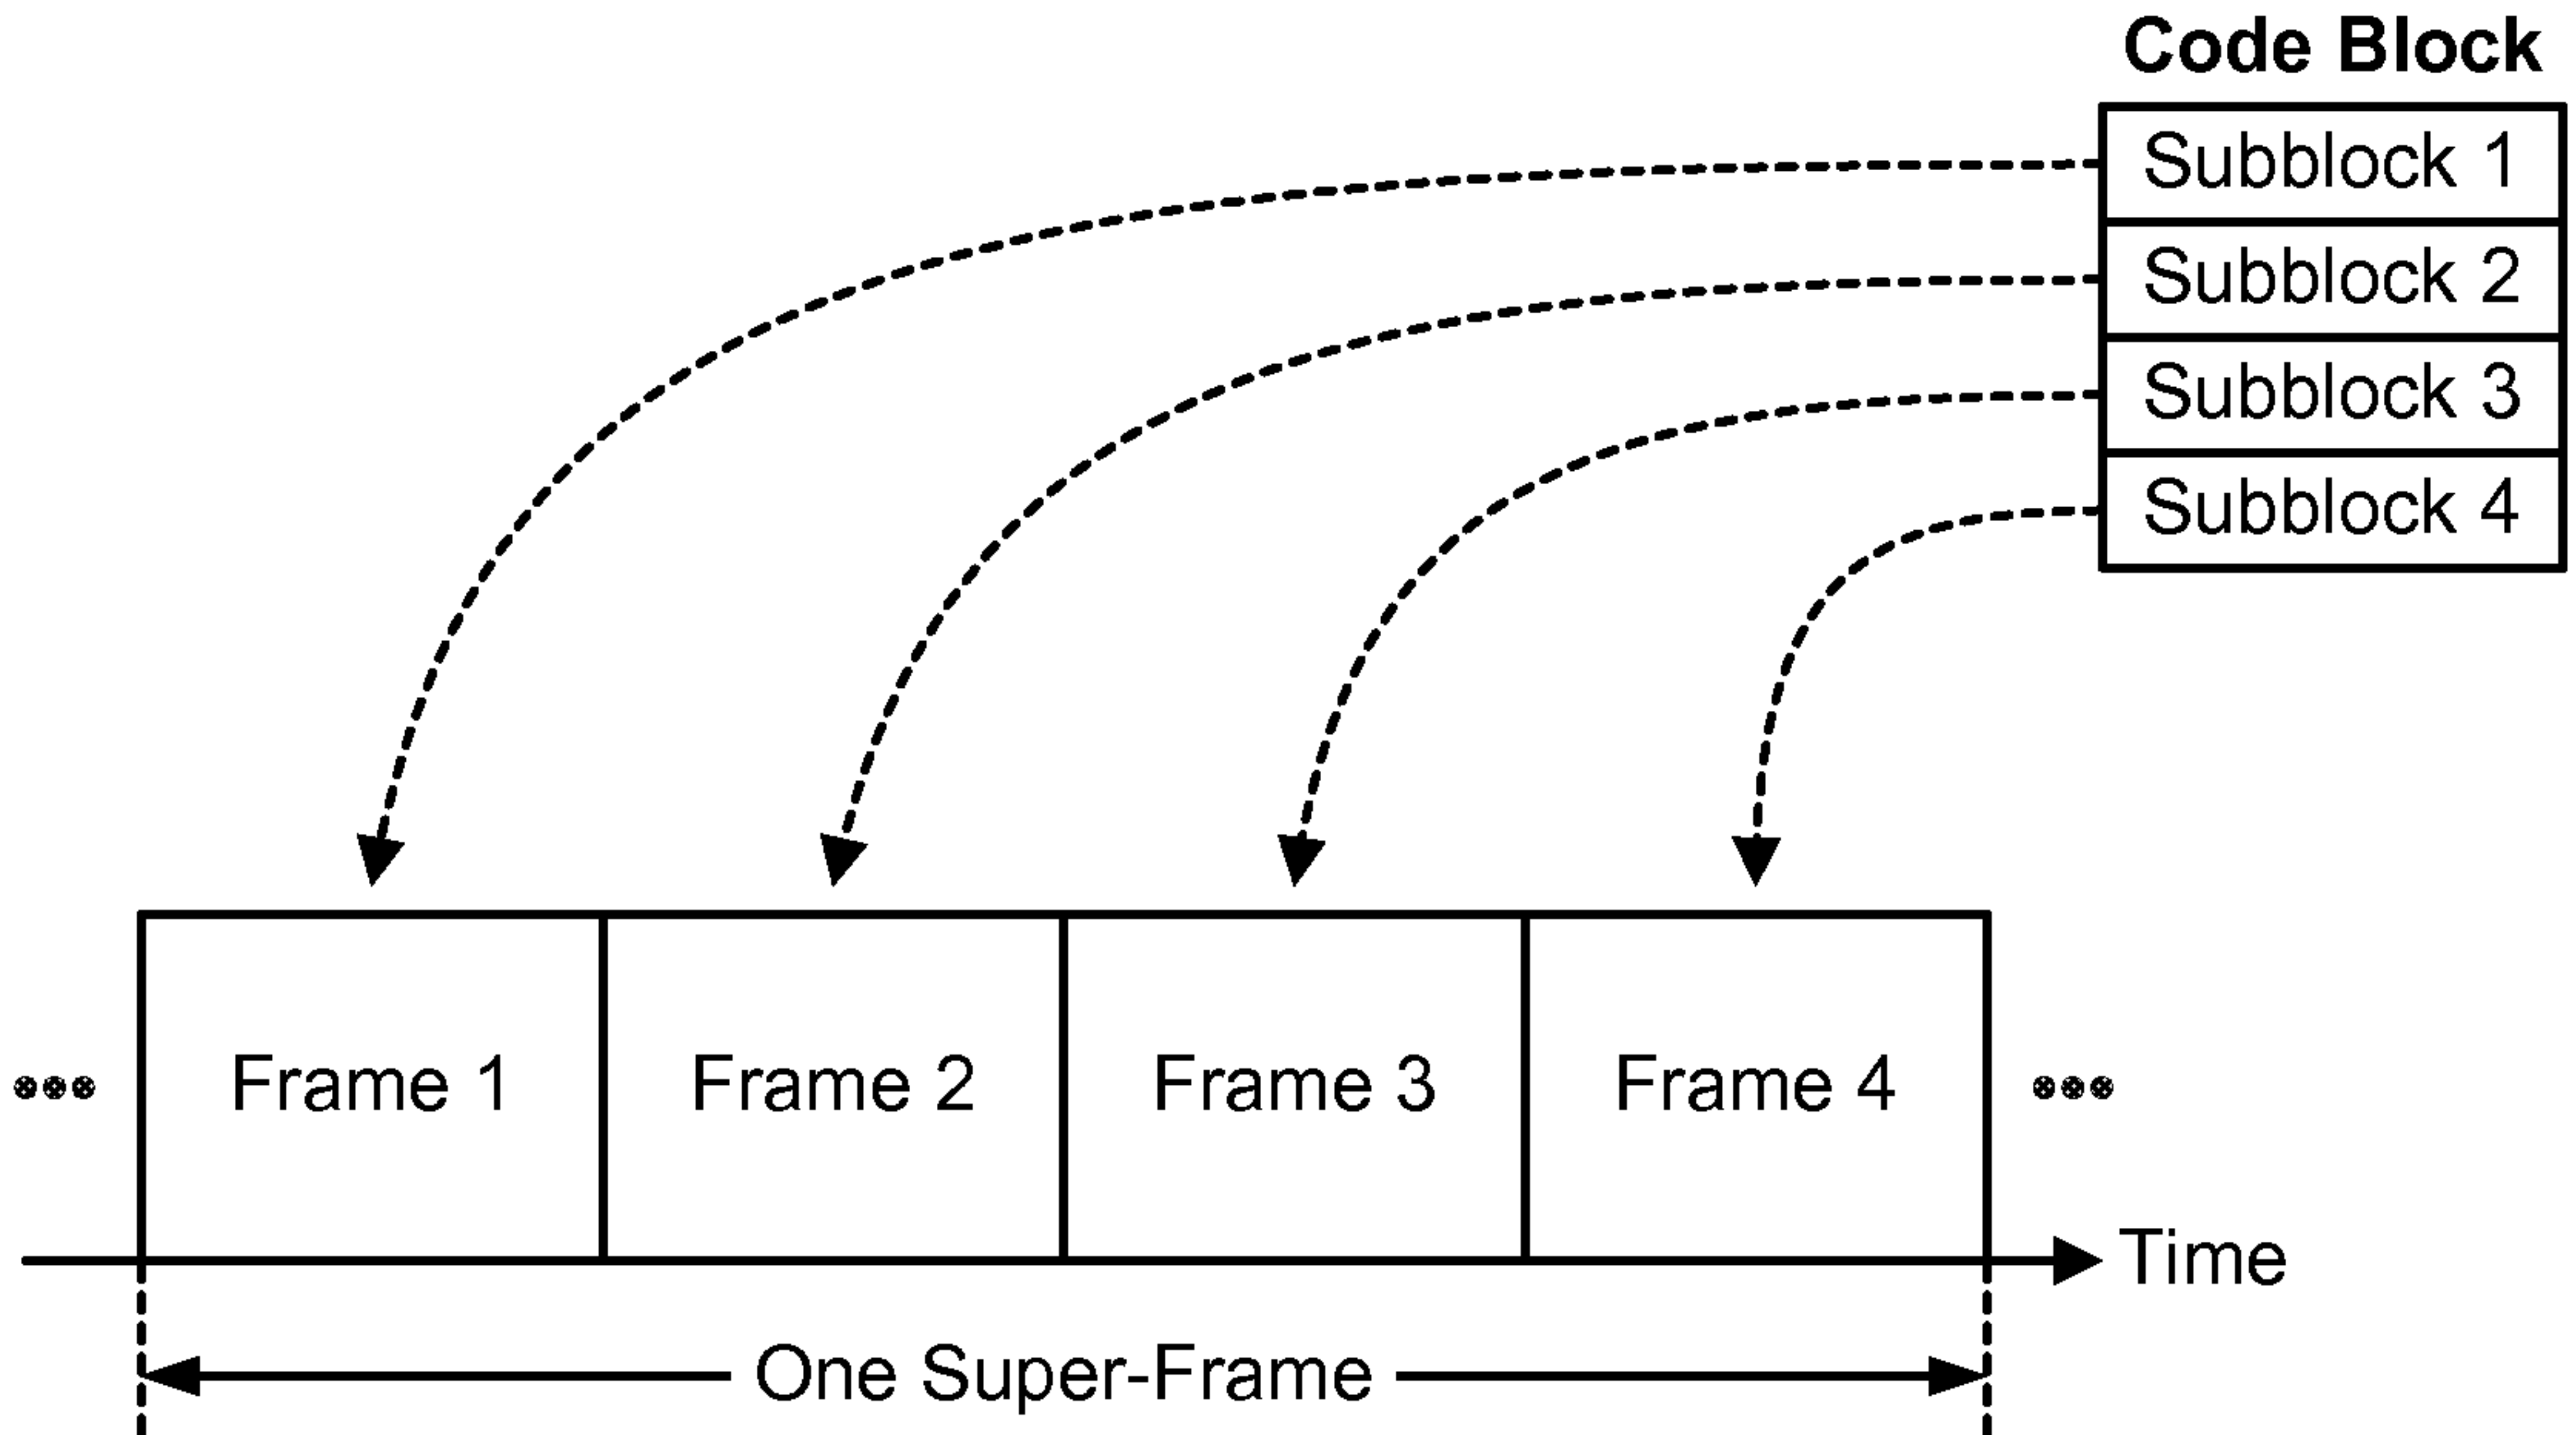 Code Block
Subblock 1
Subblock 2
Subblock 3
Subblock 4
Frame 1
Frame 2
Frame 3
Frame 4
Time
One Super-Frame